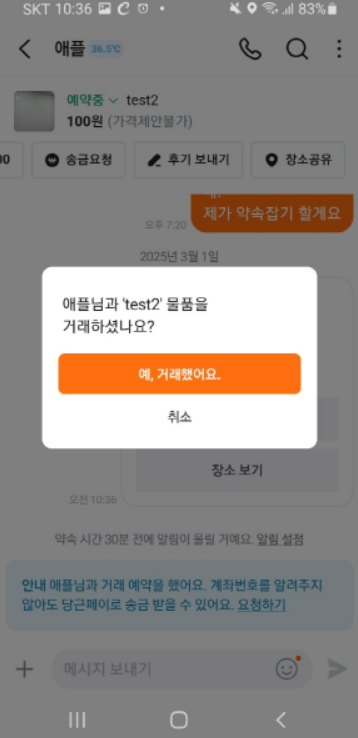 SKT 10:36
83%
애플 36.5°C
예약중 test2
100원 (가격제안불가)
송금요청
후기 보내기
장소공유
제가 약속잡기 할게요
오후 7:20
2025년 3월 1일
애플님과 'test2' 물품을
거래하셨나요?
예, 거래했어요.
취소
장소 보기
오전 10:36
약속 시간 30분 전에 알림이 울릴 거예요. 알림 설정
안내 애플님과 거래 예약을 했어요. 계좌번호를 알려주지
않아도 당근페이로 송금 받을 수 있어요. 요청하기
메시지 보내기